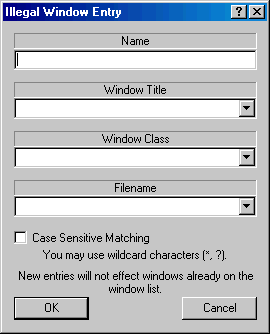 Illegal Window Entry
Name
Window Title
Window Class
Filename
Case Sensitive Matching
You may use wildcard characters (*, ?).
New entries will not effect windows already on the
window list.
OK
Cancel